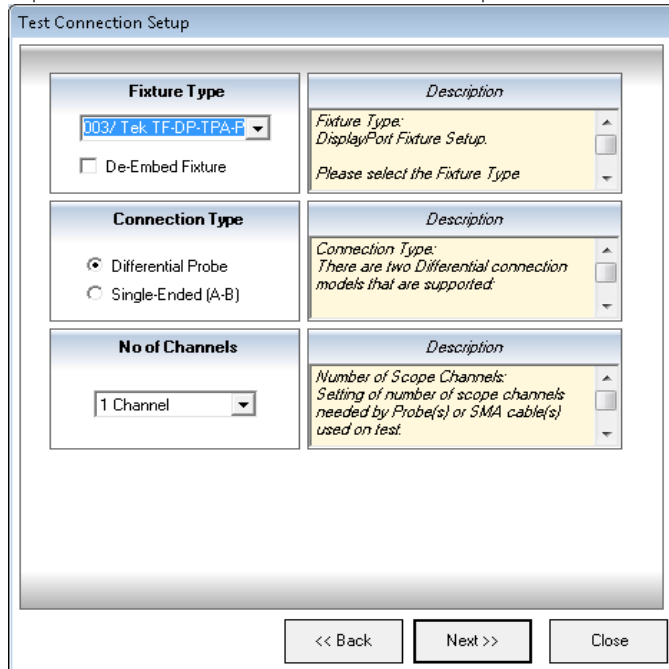 Test Connection Setup
Fixture Type
003/ Tek TF-DP-TPA-P
De-Embed Fixture
Description
Fixture Type:
DisplayPort Fixture Setup.
Please select the Fixture Type
Connection Type
Differential Probe
Single-Ended (A-B)
Description
Connection Type:
There are two Differential connection
models that are supported:
No of Channels
1 Channel
Description
Number of Scope Channels:
Setting of number of scope channels
needed by Probe(s) or SMA cable(s)
used on test.
<< Back
Next >>
Close